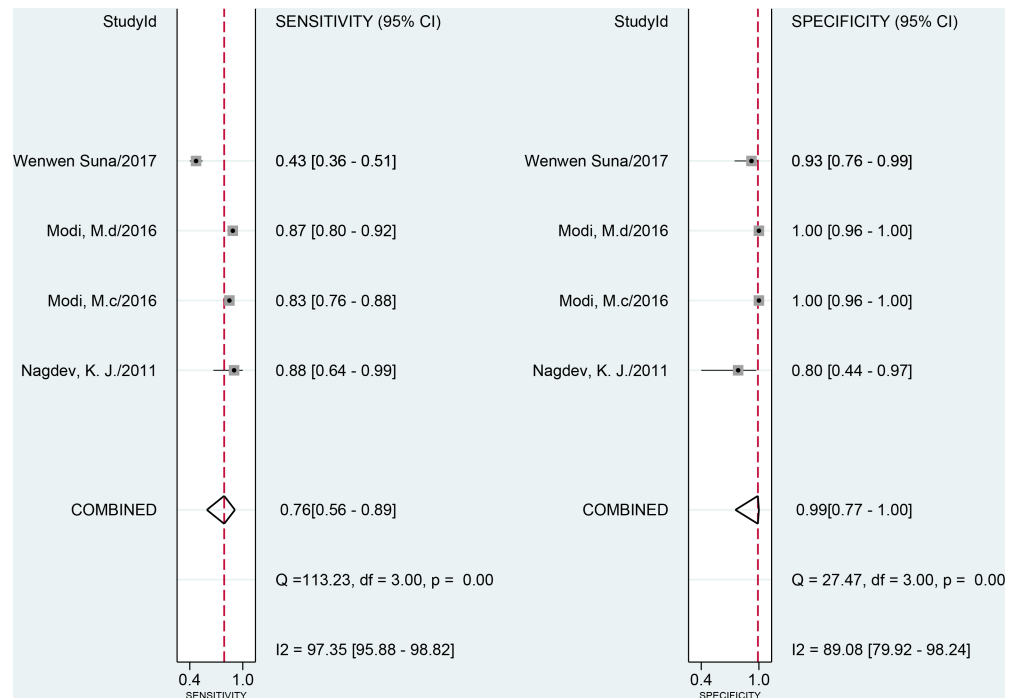 StudyId SENSITIVITY (95% CI) StudyId SPECIFICITY (95% CI)
Wenwen Suna/2017 0.43 [0.36 - 0.51] Wenwen Suna/2017 0.93 [0.76 - 0.99]
Modi, M.d/2016 0.87 [0.80 - 0.92] Modi, M.d/2016 1.00 [0.96 - 1.00]
Modi, M.c/2016 0.83 [0.76 - 0.88] Modi, M.c/2016 1.00 [0.96 - 1.00]
Nagdev, K. J./2011 0.88 [0.64 - 0.99] Nagdev, K. J./2011 0.80 [0.44 - 0.97]
COMBINED 0.76[0.56 - 0.89] COMBINED 0.99[0.77 - 1.00]
Q =113.23, df = 3.00, p = 0.00 Q = 27.47, df = 3.00, p = 0.00
I2 = 97.35 [95.88 - 98.82] I2 = 89.08 [79.92 - 98.24]
0.4 1.0 0.4 1.0
SENSITIVITY SPECIFICITY